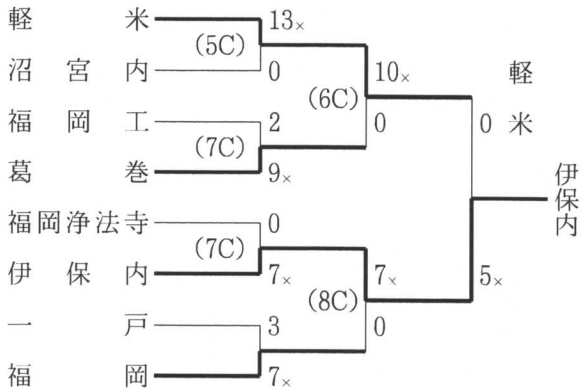 軽米 13×
(5C)
沼宮内 0
10×
(6C)
0
福岡工 2
(7C)
葛巻 9×
福岡浄法寺 0
(7C)
伊保内 7×
7×
(8C)
0
一戸 3
福岡 7×
軽米
0
5×
伊保内